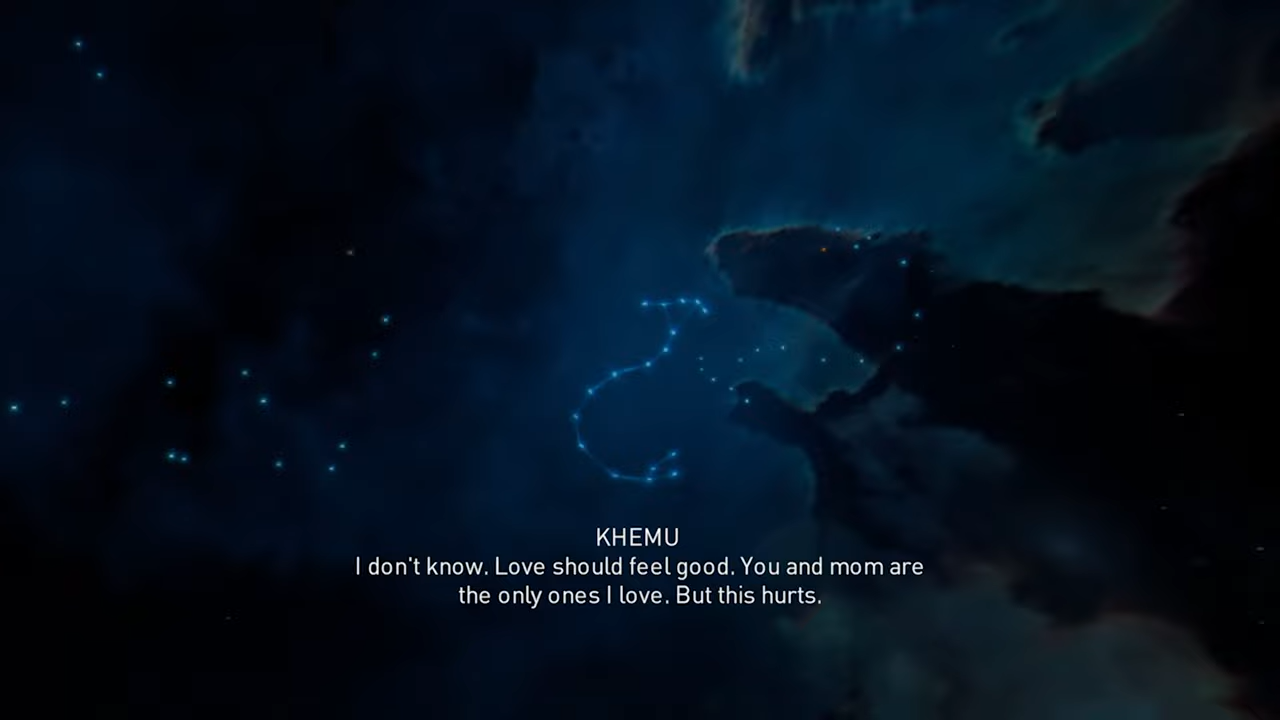 KHEMU
I don't know. Love should feel good. You and mom are
the only ones I love. But this hurts.